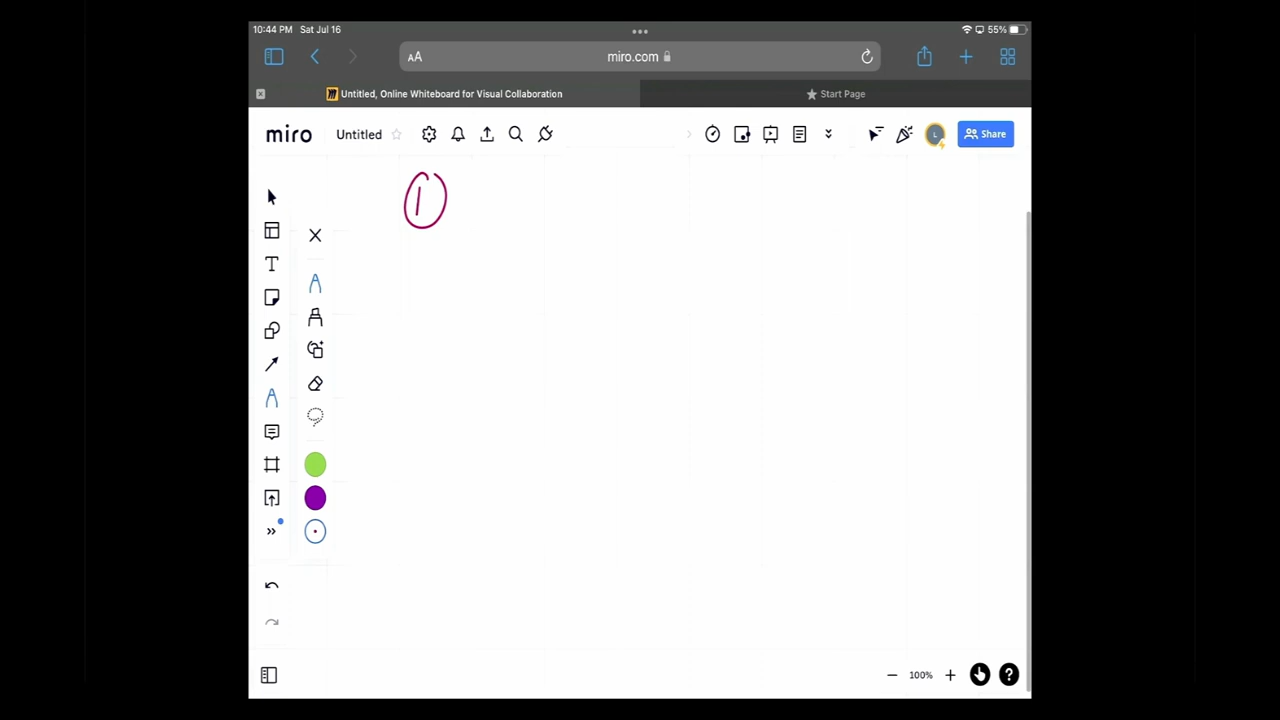 10:44 PM Sat Jul 16 55%
AA miro.com
Untitled, Online Whiteboard for Visual Collaboration Start Page
miro Untitled L Share
1
T
100% ?